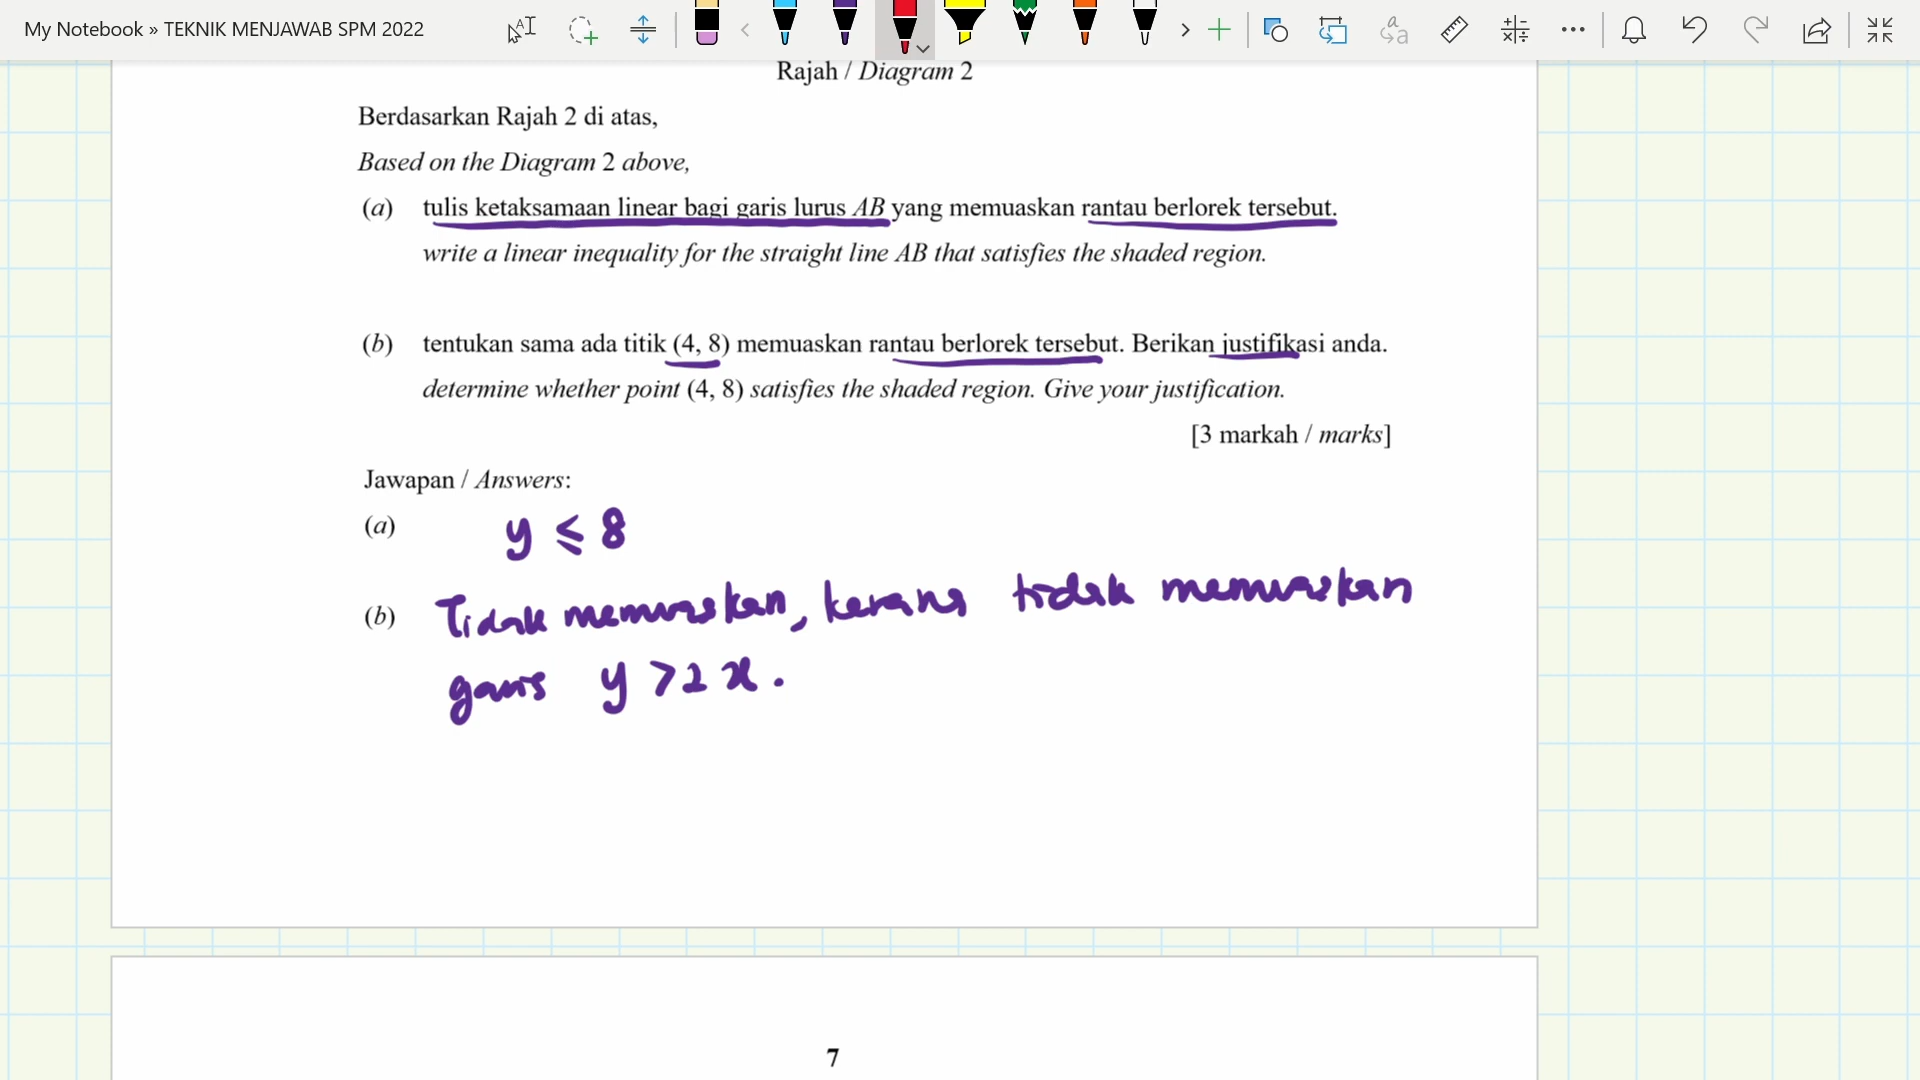 My Notebook » TEKNIK MENJAWAB SPM 2022
Rajah / Diagram 2
Berdasarkan Rajah 2 di atas,
Based on the Diagram 2 above,
(a) tulis ketaksamaan linear bagi garis lurus AB yang memuaskan rantau berlorek tersebut.
write a linear inequality for the straight line AB that satisfies the shaded region.
(b) tentukan sama ada titik (4, 8) memuaskan rantau berlorek tersebut. Berikan justifikasi anda.
determine whether point (4, 8) satisfies the shaded region. Give your justification.
[3 markah / marks]
Jawapan / Answers:
(a) y ⩽ 8
(b) Tidak memuaskan, kerana tidak memuaskan
garis y > 2x.
7